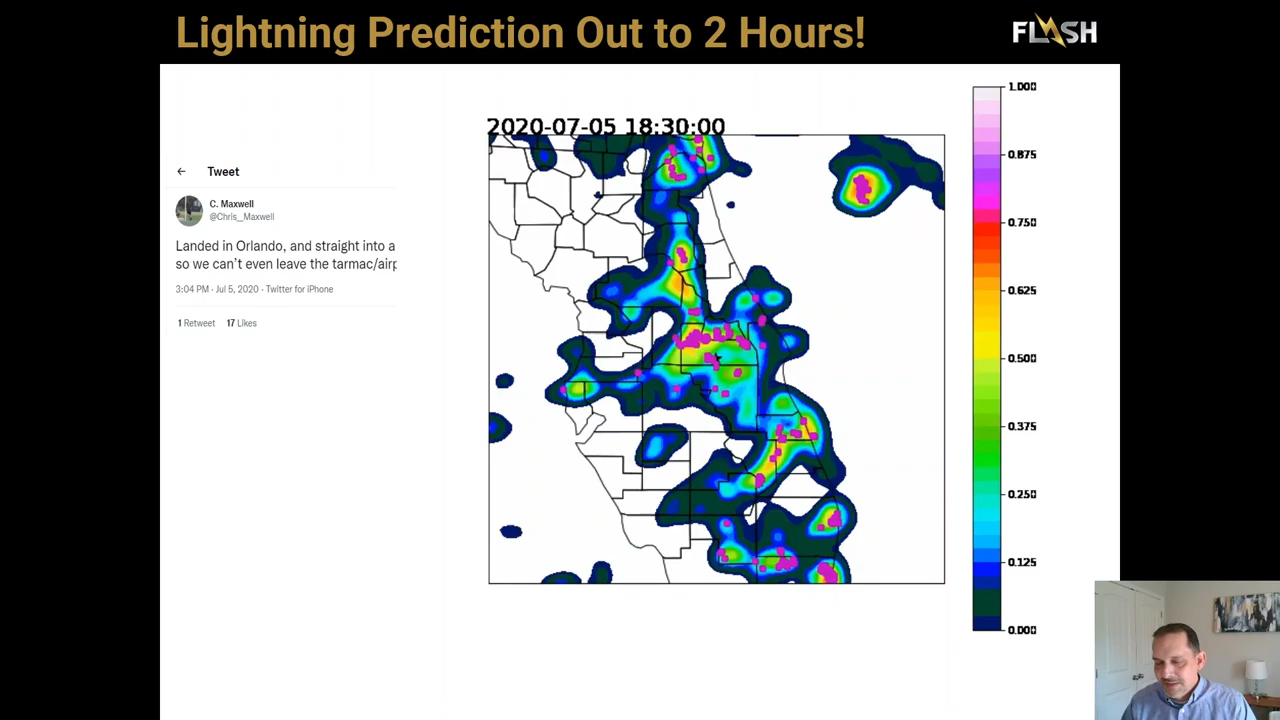 Lightning Prediction Out to 2 Hours!
FLASH
2020-07-05 18:30:00
Tweet
C. Maxwell
@Chris_Maxwell
Landed in Orlando, and straight into a
so we can't even leave the tarmac/airp
3:04 PM · Jul 5, 2020 · Twitter for iPhone
1 Retweet 17 Likes
1.000
0.875
0.750
0.625
0.500
0.375
0.250
0.125
0.000